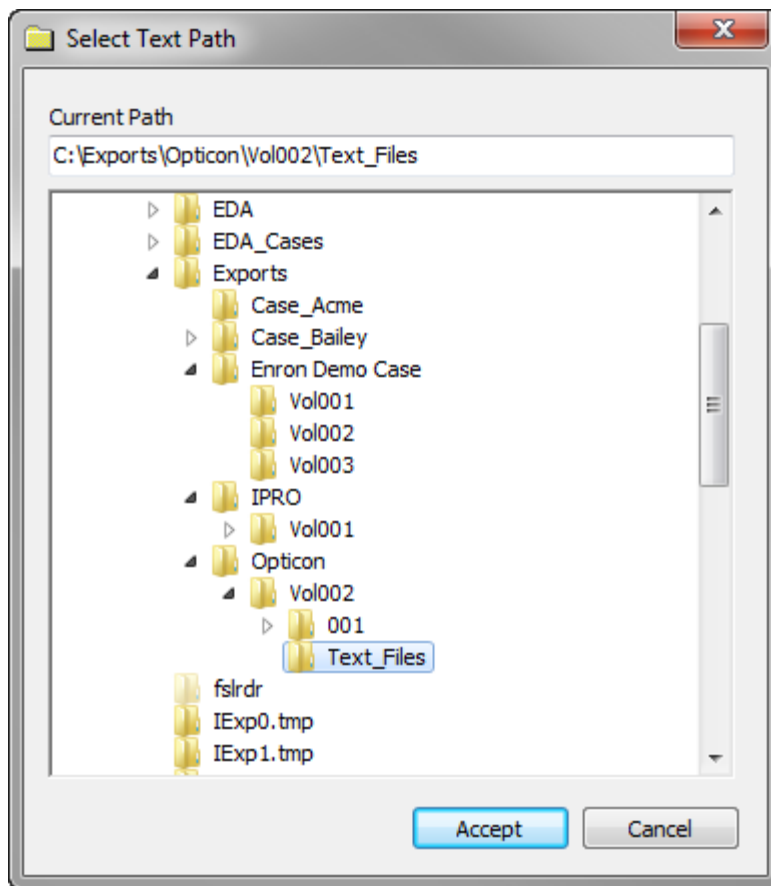 Select Text Path
Current Path
C:\Exports\Opticon\Vol002\Text_Files
EDA
EDA_Cases
Exports
Case_Acme
Case_Bailey
Enron Demo Case
Vol001
Vol002
Vol003
IPRO
Vol001
Opticon
Vol002
001
Text_Files
fslrdr
IExp0.tmp
IExp1.tmp
Accept Cancel